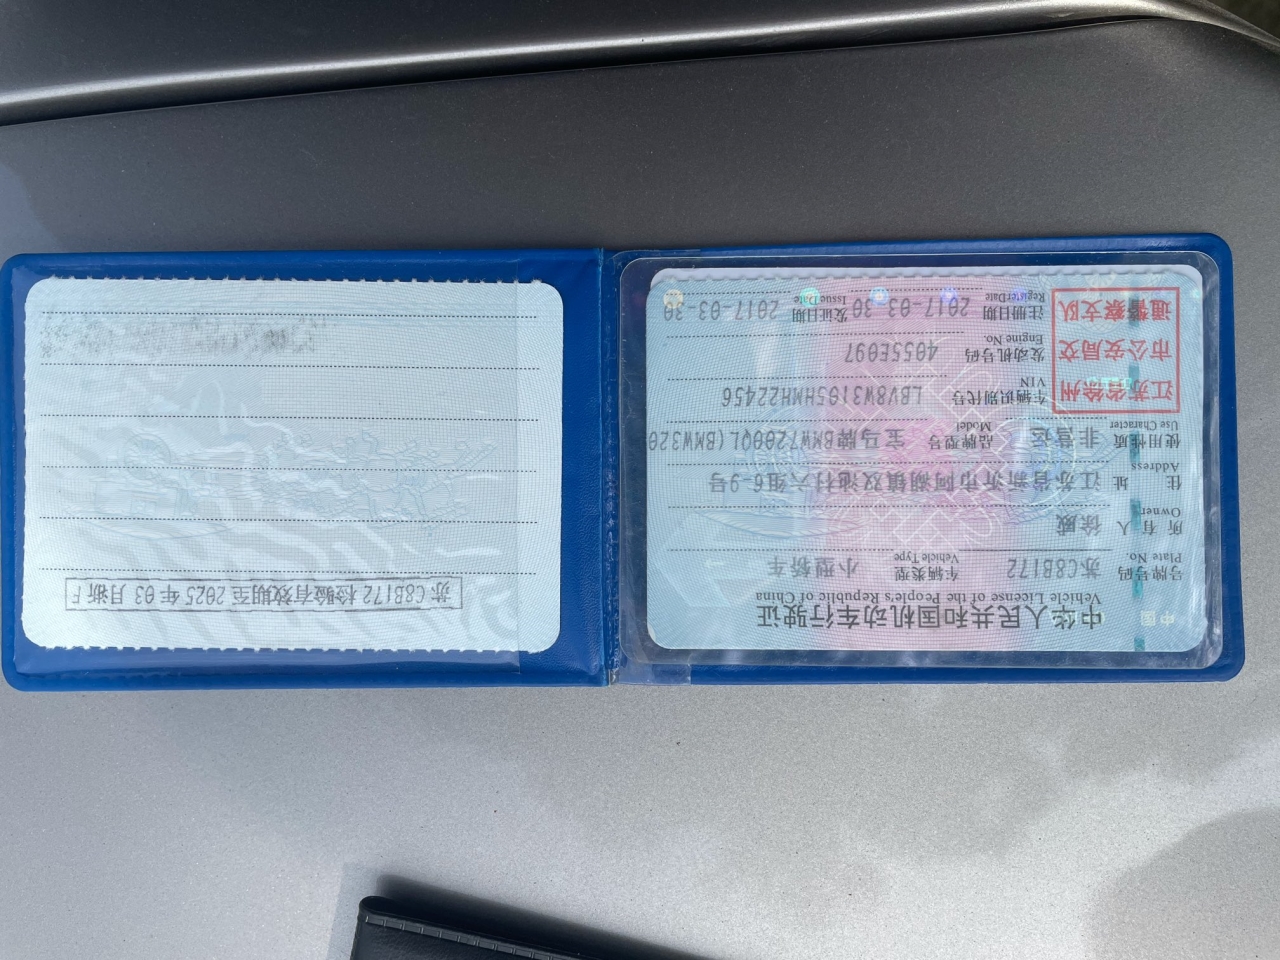 中华人民共和国机动车行驶证
Vehicle License of the People's Republic of China
号牌号码 苏C8B172 车辆类型 小型轿车
Plate No. Vehicle Type
所有人 徐威
Owner
住址 江苏省新沂市阿湖镇双池村六组6-9号
Address
使用性质 非营运 品牌型号 宝马牌BMW7200QL(BMW320
Use Character Model
江苏省徐州
市公安局交
通警察支队
车辆识别代号 LBV8W3105HMH22456
VIN
发动机号码 4055E097
Engine No.
注册日期 2017-03-30 发证日期 2017-03-30
Register Date Issue Date
苏C8B172 检验有效期至 2025年 03月浙F